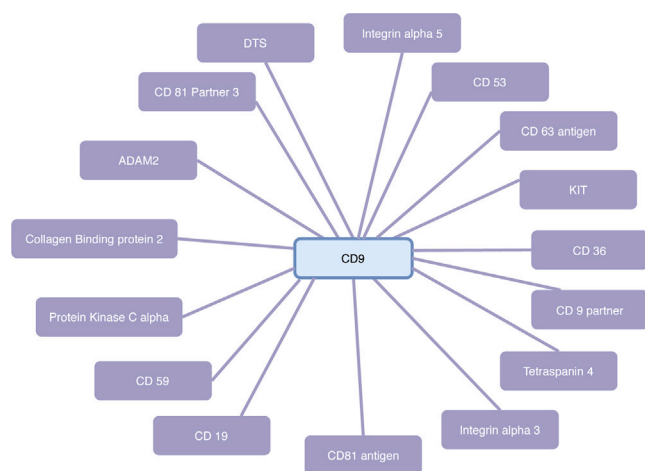 Integrin alpha 5
DTS
CD 53
CD 81 Partner 3
CD 63 antigen
ADAM2
KIT
Collagen Binding protein 2
CD 36
CD9
CD 9 partner
Protein Kinase C alpha
Tetraspanin 4
CD 59
Integrin alpha 3
CD 19
CD81 antigen